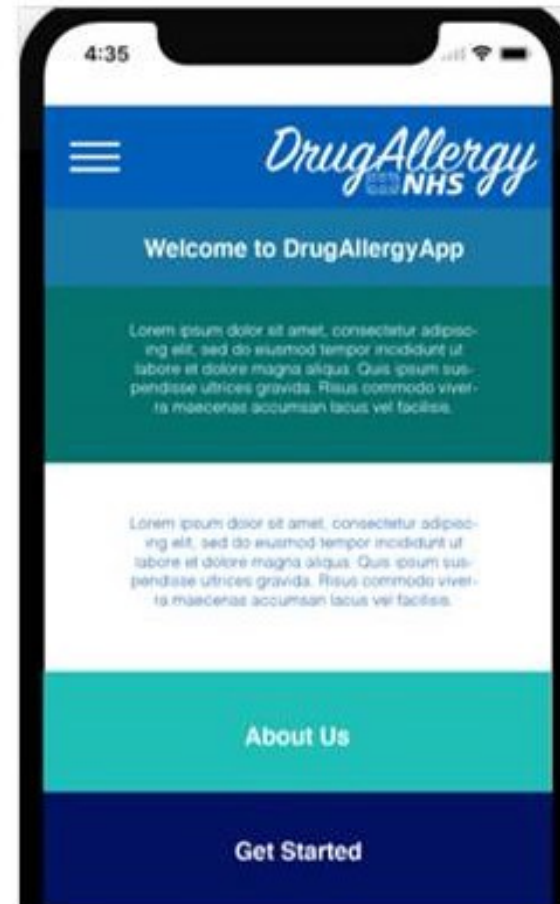 4:35
DrugAllergy
NHS
Welcome to DrugAllergyApp
Lorem ipsum dolor sit amet, consectetur adipisc-
ing elit, sed do eiusmod tempor incididunt ut
labore et dolore magna aliqua. Quis ipsum sus-
pendisse ultrices gravida. Risus commodo viver-
ra maecenas accumsan lacus vel facilisis.
Lorem ipsum dolor sit amet, consectetur adipisc-
ing elit, sed do eiusmod tempor incididunt ut
labore et dolore magna aliqua. Quis ipsum sus-
pendisse ultrices gravida. Risus commodo viver-
ra maecenas accumsan lacus vel facilisis.
About Us
Get Started